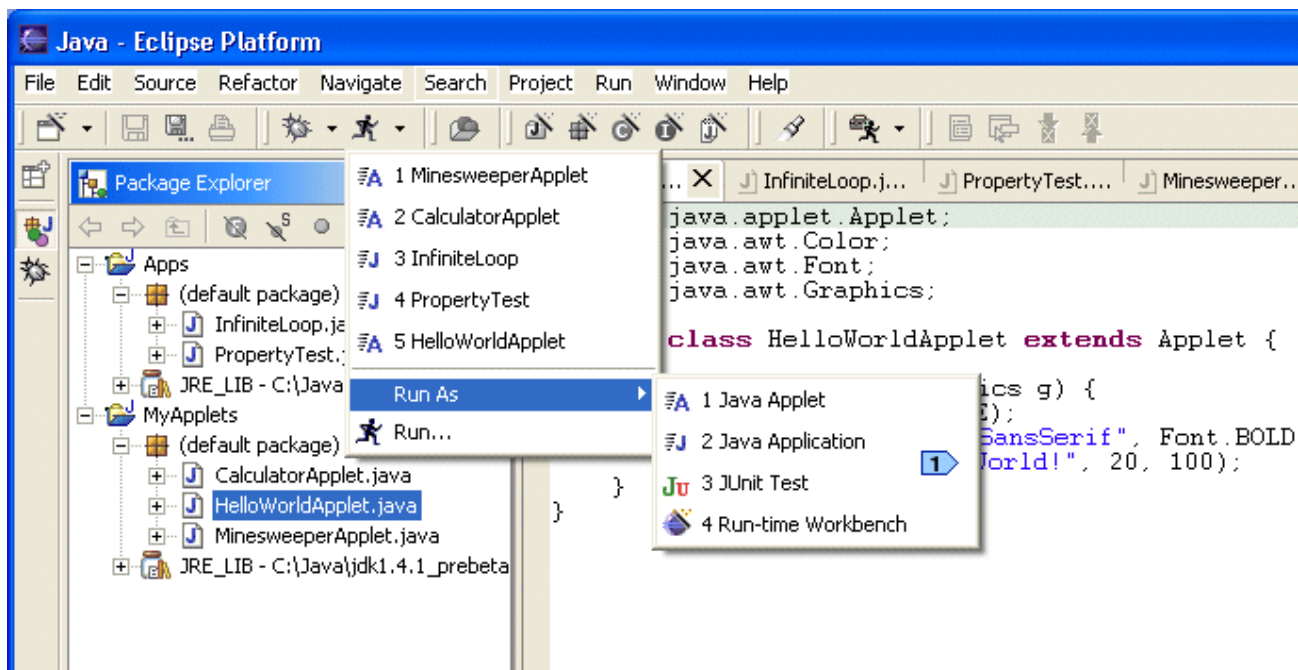 Java - Eclipse Platform
File Edit Source Refactor Navigate Search Project Run Window Help
Package Explorer
... InfiniteLoop.j... PropertyTest.... Minesweeper...
Apps
(default package)
InfiniteLoop.ja
PropertyTest.
JRE_LIB - C:\Java
MyApplets
(default package)
CalculatorApplet.java
HelloWorldApplet.java
MinesweeperApplet.java
JRE_LIB - C:\Java\jdk1.4.1_prebeta
1 MinesweeperApplet
2 CalculatorApplet
3 InfiniteLoop
4 PropertyTest
5 HelloWorldApplet
Run As
Run...
1 Java Applet
2 Java Application
3 JUnit Test
4 Run-time Workbench
1
java.applet.Applet;
java.awt.Color;
java.awt.Font;
java.awt.Graphics;
class HelloWorldApplet extends Applet {
ics g) {
);
SansSerif", Font.BOLD
World!", 20, 100);
}
}